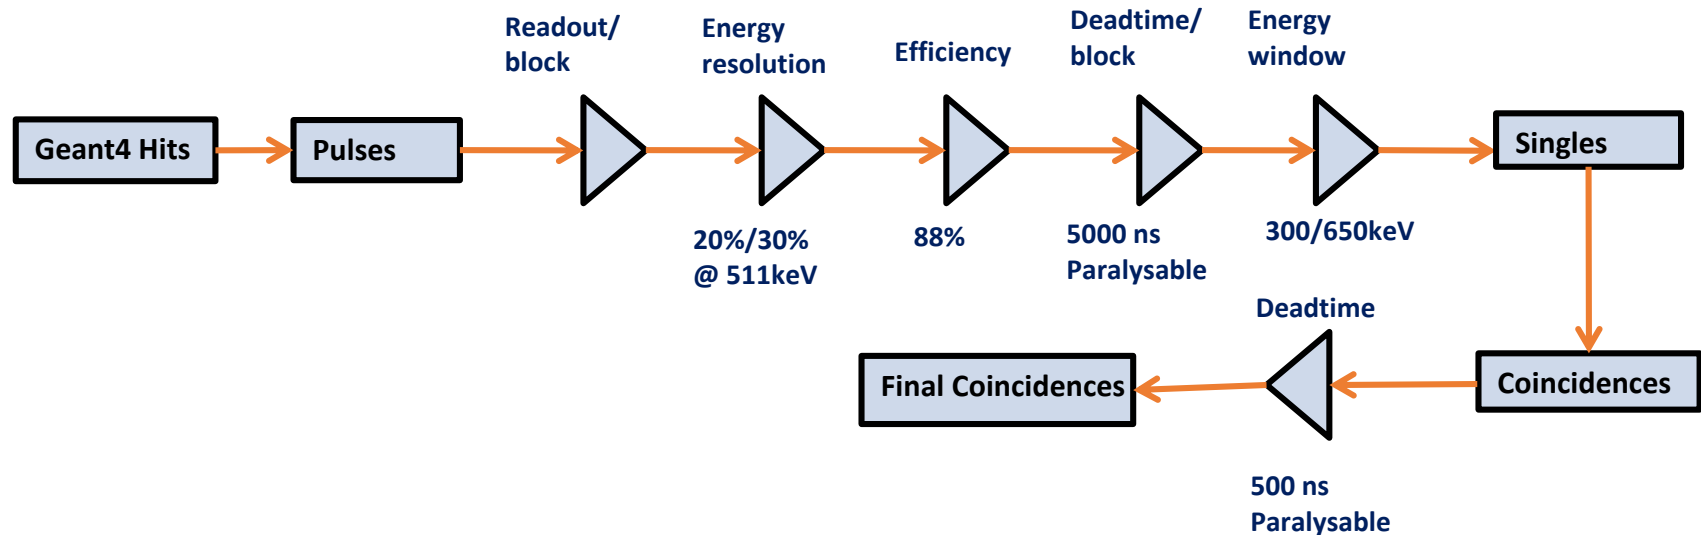 Readout/
block
Energy
resolution
Efficiency
Deadtime/
block
Energy
window
Geant4 Hits
Pulses
Singles
20%/30%
@ 511keV
88%
5000 ns
Paralysable
300/650keV
Deadtime
Final Coincidences
Coincidences
500 ns
Paralysable